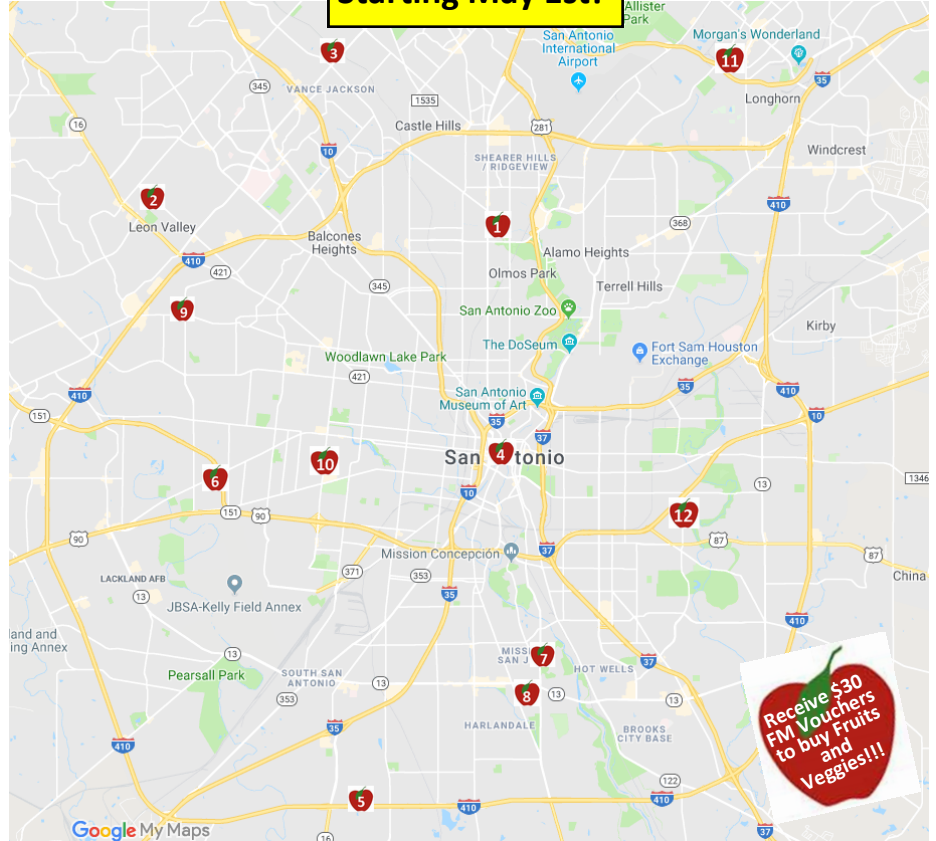 Starting May 1st!
Allister
Park
San Antonio
International
Airport
Morgan's Wonderland
3
11
35
345
VANCE JACKSON
1535
Longhorn
16
Castle Hills
281
10
SHEARER HILLS
/ RIDGEVIEW
Windcrest
2
410
Leon Valley
1
368
Balcones
Heights
Alamo Heights
410
421
Olmos Park
345
Terrell Hills
9
San Antonio Zoo
Kirby
The DoSeum
Fort Sam Houston
Exchange
Woodlawn Lake Park
421
35
410
San Antonio
Museum of Art
410
151
35
10
37
San
4
tonio
10
6
13
1346
10
151
90
12
90
37
87
87
Mission Concepción
371
353
China
LACKLAND AFB
13
35
JBSA-Kelly Field Annex
410
land and
ing Annex
13
MISSI
SAN J
7
37
HOT WELLS
Pearsall Park
SOUTH SAN
ANTONIO
13
353
8
13
13
35
HARLANDALE
BROOKS
CITY BASE
410
122
5
410
410
16
37
Receive $30
FM Vouchers
to buy Fruits
and
Veggies!!!
Google My Maps